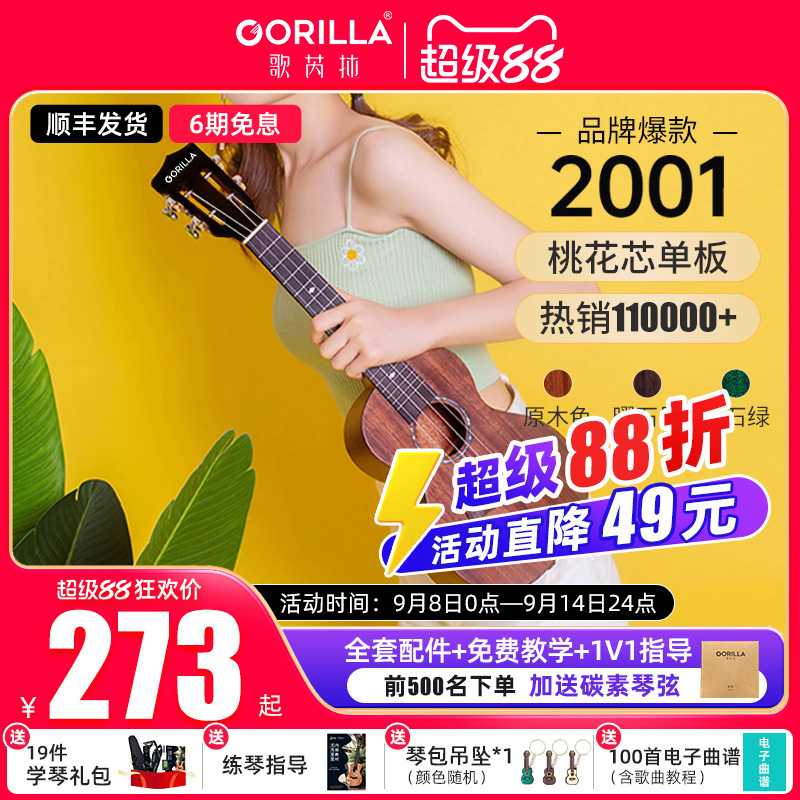 GORILLA®
歌芮拉
超级88
顺丰发货
6期免息
GORILLA
品牌爆款
2001
桃花芯单板
热销110000+
原木色
石绿
超级88折
活动直降49元
超级88狂欢价
¥273起
活动时间：9月8日0点—9月14日24点
全套配件+免费教学+1V1指导
前500名下单 加送碳素琴弦
GORILLA
送
19件
学琴礼包
送
练琴指导
送
琴包吊坠*1
（颜色随机）
送
100首电子曲谱
（含歌曲教程）
电子曲谱